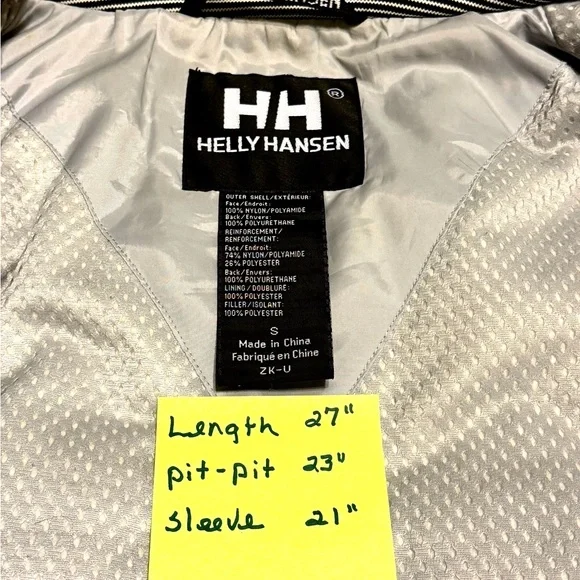 HANSEN
HH®
HELLY HANSEN
OUTER SHELL/EXTÉRIEUR:
Face/Endroit:
100% NYLON/POLYAMIDE
Back/Envers:
100% POLYURETHANE
REINFORCEMENT/
RENFORCEMENT:
Face/Endroit:
74% NYLON/POLYAMIDE
26% POLYESTER
Back/Envers:
100% POLYURETHANE
LINING/DOUBLURE:
100% POLYESTER
FILLER/ISOLANT:
100% POLYESTER
S
Made in China
Fabriqué en Chine
ZK-U
Length 27"
pit-pit 23"
Sleeve 21"